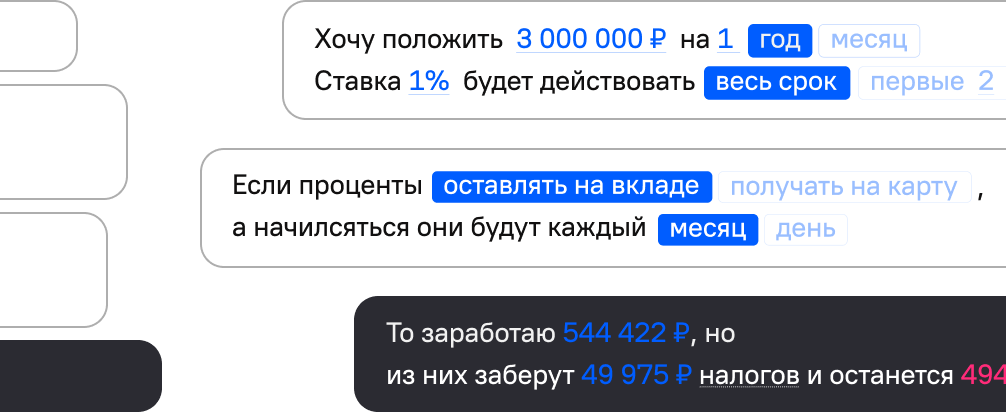 Хочу положить 3 000 000 ₽ на 1 год месяц
Ставка 1% будет действовать весь срок первые 2
Если проценты оставлять на вкладе получать на карту ,
а начилсяться они будут каждый месяц день
То заработаю 544 422 ₽, но
из них заберут 49 975 ₽ налогов и останется 494